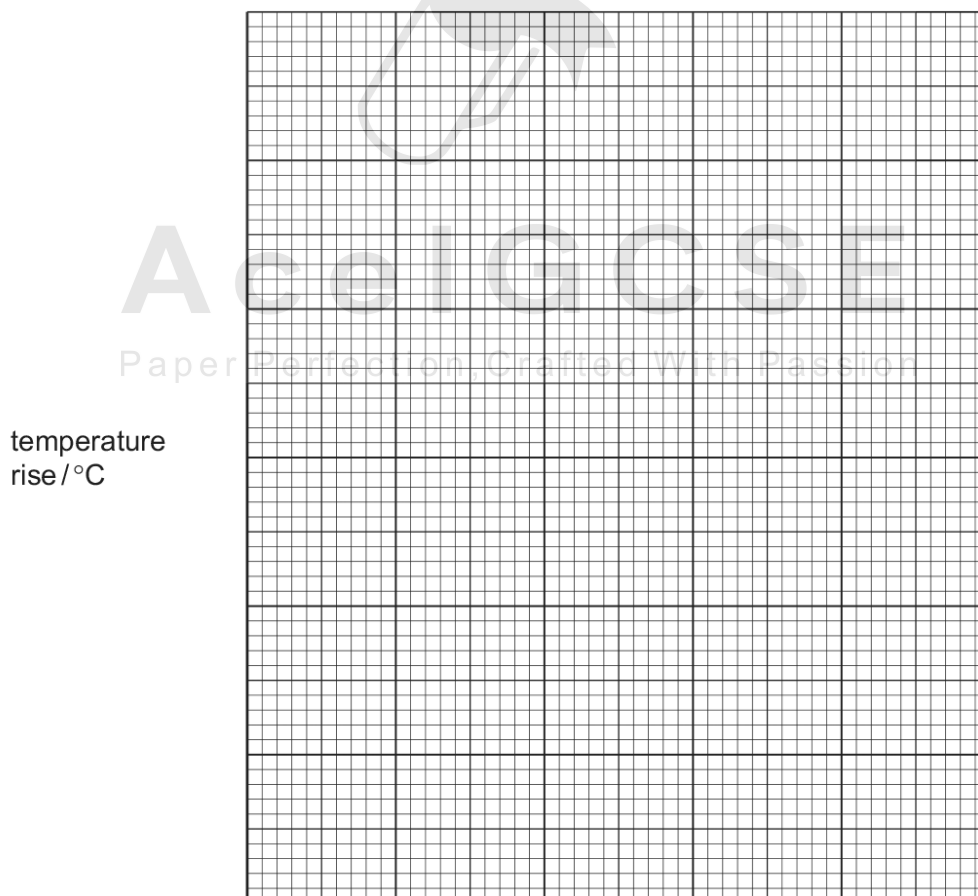 AceIGCSE
Paper Perfection, Crafted With Passion
temperature
rise / °C